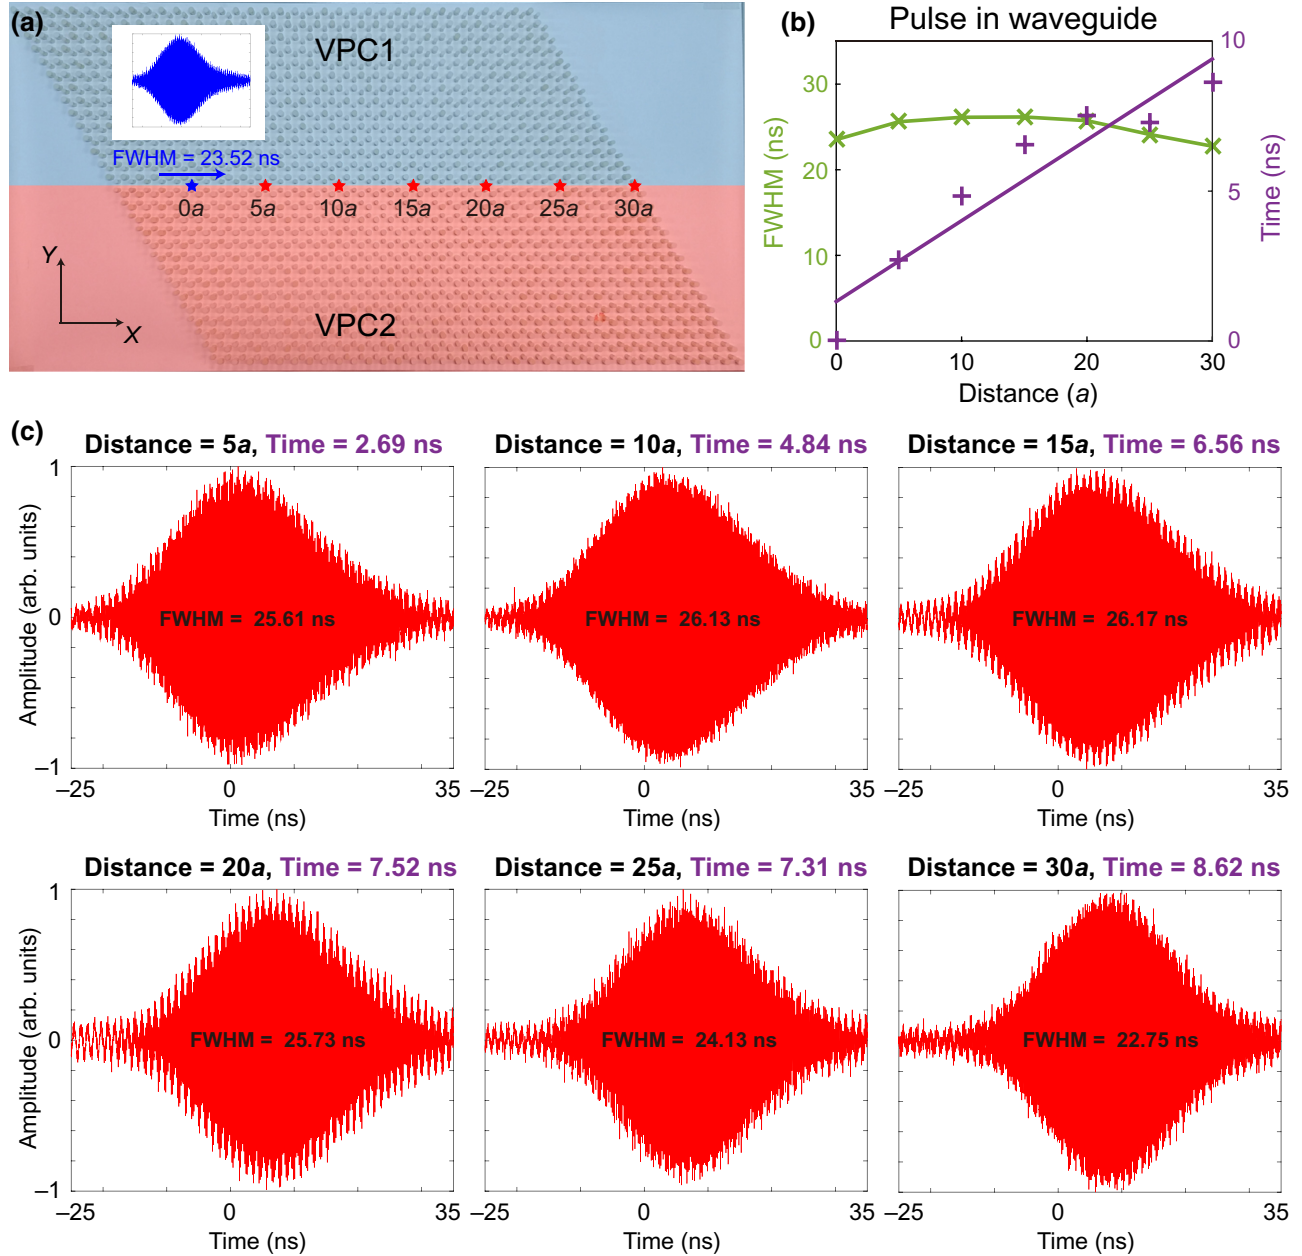 (a)
VPC1
FWHM = 23.52 ns
0a 5a 10a 15a 20a 25a 30a
Y
X
VPC2
(b)
Pulse in waveguide
FWHM (ns)
30
20
10
0
10
5
0
Time (ns)
0 10 20 30
Distance (a)
(c)
Distance = 5a, Time = 2.69 ns
Amplitude (arb. units)
1
0
–1
FWHM = 25.61 ns
–25 0 35
Time (ns)
Distance = 10a, Time = 4.84 ns
FWHM = 26.13 ns
–25 0 35
Time (ns)
Distance = 15a, Time = 6.56 ns
FWHM = 26.17 ns
–25 0 35
Time (ns)
Distance = 20a, Time = 7.52 ns
Amplitude (arb. units)
1
0
–1
FWHM = 25.73 ns
–25 0 35
Time (ns)
Distance = 25a, Time = 7.31 ns
FWHM = 24.13 ns
–25 0 35
Time (ns)
Distance = 30a, Time = 8.62 ns
FWHM = 22.75 ns
–25 0 35
Time (ns)